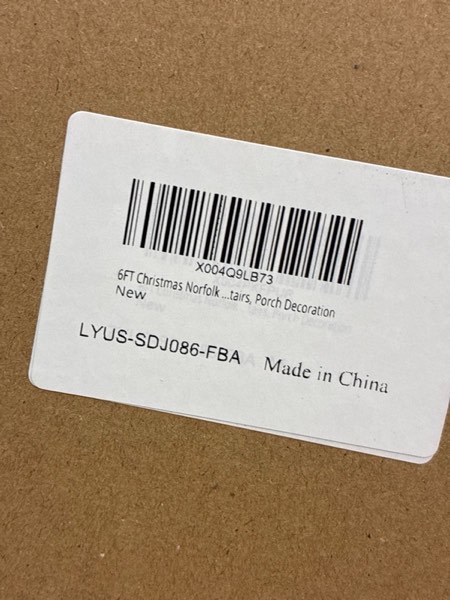 X004Q9LB73
6FT Christmas Norfolk ...tairs, Porch Decoration
New
LYUS-SDJ086-FBA Made in China